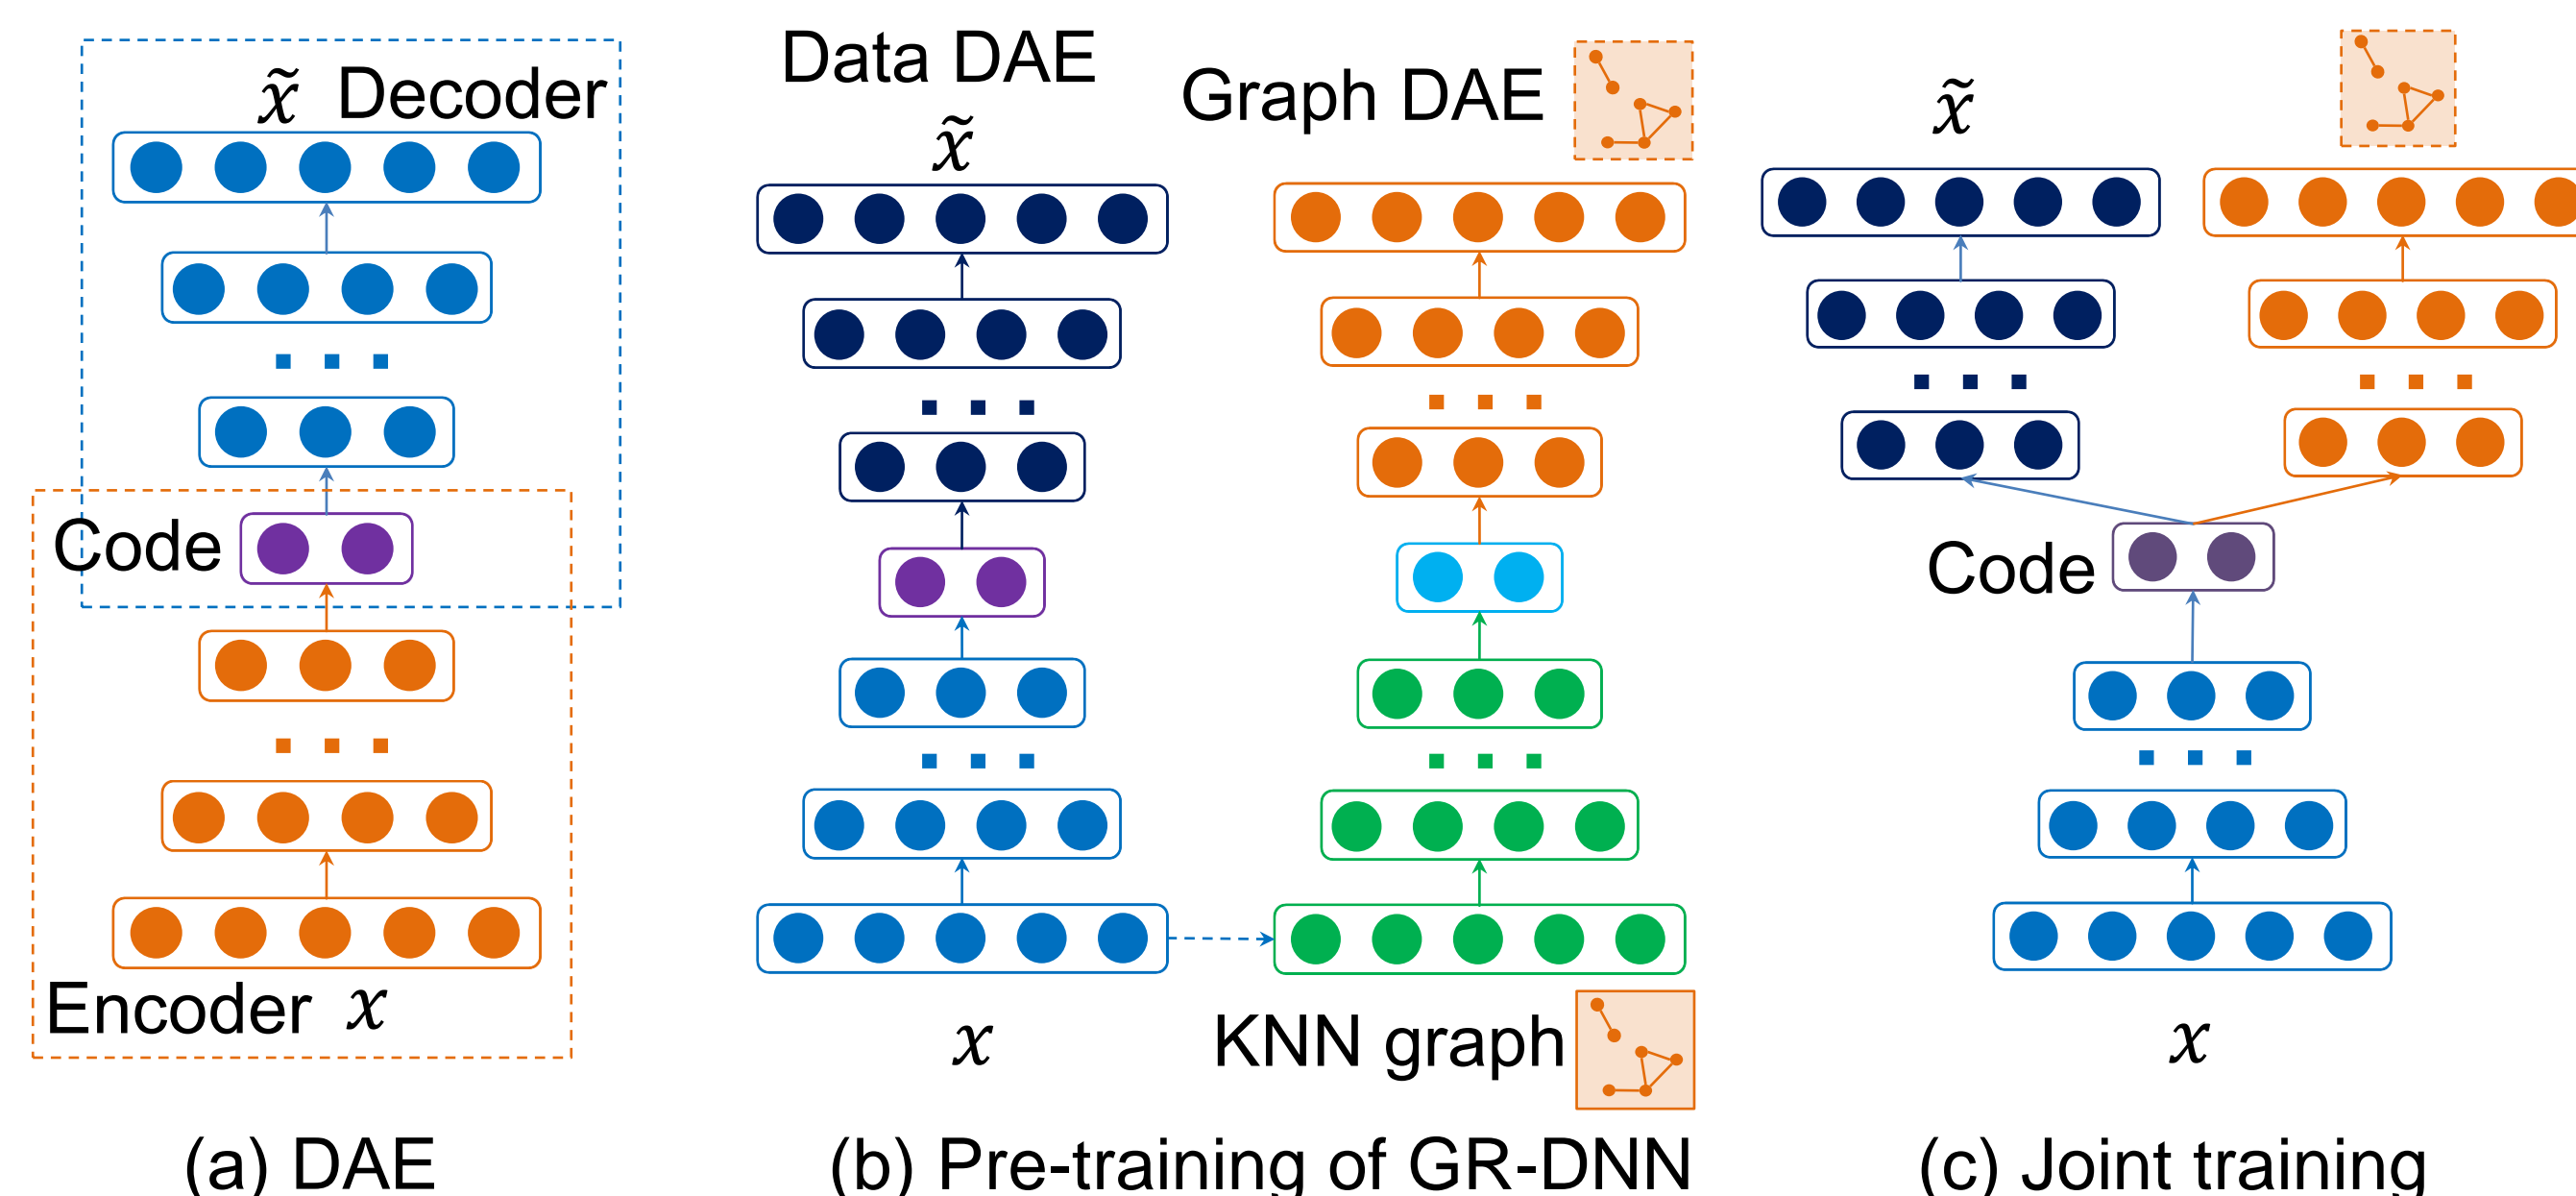 x̃ Decoder
Code
Encoder x
(a) DAE
Data DAE
x̃
Graph DAE
x
KNN graph
(b) Pre-training of GR-DNN
x̃
Code
x
(c) Joint training